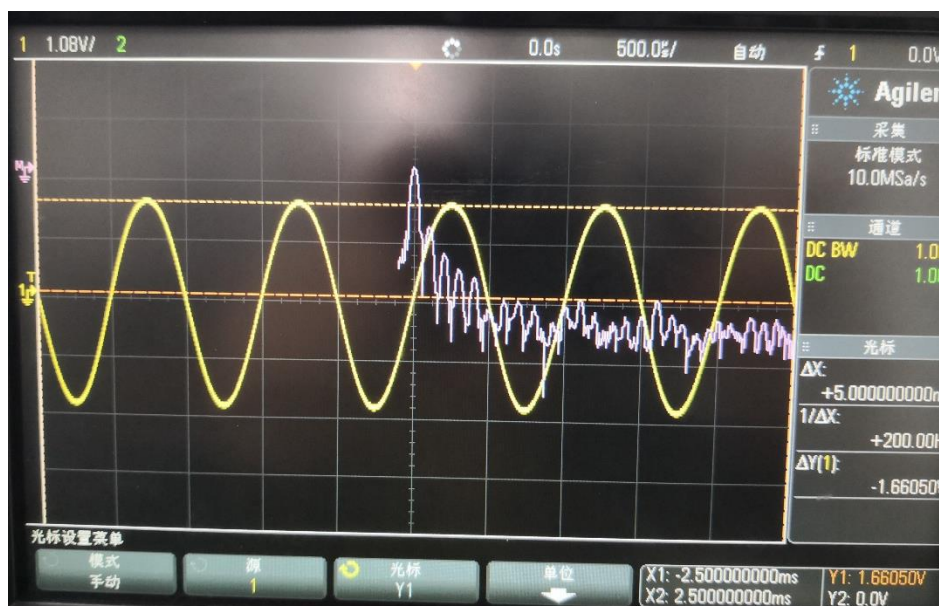 1 1.08V/ 2 0.0s 500.0㎲/ 自动 1 0.0V
M
T
1
Agilen
采集
标准模式
10.0MSa/s
通道
DC BW 1.0
DC 1.0
光标
ΔX:
+5.000000000m
1/ΔX:
+200.00H
ΔY(1):
-1.66050V
光标设置菜单
模式
手动
源
1
光标
Y1
单位
X1: -2.500000000ms
X2: 2.500000000ms
Y1: 1.66050V
Y2: 0.0V